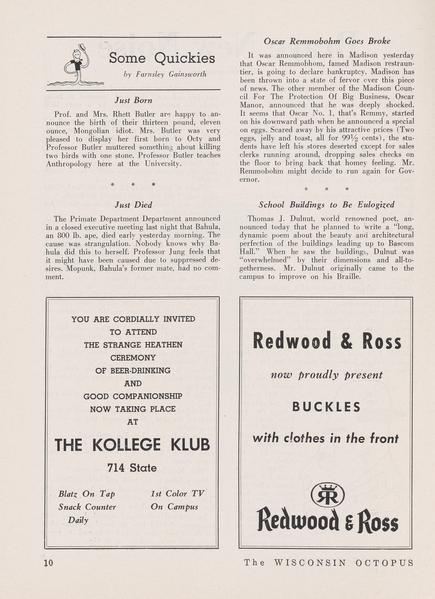 Some Quickies
by Farnsley Gainsworth
Just Born
Prof. and Mrs. Rhett Butler are happy to an-
nounce the birth of their thirteen pound, eleven
ounce, Mongolian idiot. Mrs. Butler was very
pleased to display her first born to Octy and
Professor Butler muttered something about killing
two birds with one stone. Professor Butler teaches
Anthropology here at the University.
* * *
Just Died
The Primate Department Department announced
in a closed executive meeting last night that Bahula,
an 800 lb. ape, died early yesterday morning. The
cause was strangulation. Nobody knows why Ba-
hula did this to herself. Professor Jung feels that
it might have been caused due to suppressed de-
sires. Mopunk, Bahula's former mate, had no com-
ment.
Oscar Remmobohm Goes Broke
It was announced here in Madison yesterday
that Oscar Remmobhom, famed Madison restraun-
tier, is going to declare bankruptcy. Madison has
been thrown into a state of fervor over this piece
of news. The other member of the Madison Coun-
cil For The Protection Of Big Business, Oscar
Manor, announced that he was deeply shocked.
It seems that Oscar No. 1, that's Remmy, started
on his downward path when he announced a special
on eggs. Scared away by his attractive prices (Two
eggs, jelly and toast, all for 99½ cents), the stu-
dents have left his stores deserted except for sales
clerks running around, dropping sales checks on
the floor to bring back that homey feeling. Mr.
Remmobohm might decide to run again for Gov-
ernor.
* * *
School Buildings to Be Eulogized
Thomas J. Dulnut, world renowned poet, an-
nounced today that he planned to write a "long,
dynamic poem about the beauty and architectural
perfection of the buildings leading up to Bascom
Hall." When he saw the buildings, Dulnut was
"overwhelmed" by their dimensions and all-to-
getherness. Mr. Dulnut originally came to the
campus to improve on his Braille.
YOU ARE CORDIALLY INVITED
TO ATTEND
THE STRANGE HEATHEN
CEREMONY
OF BEER-DRINKING
AND
GOOD COMPANIONSHIP
NOW TAKING PLACE
AT
THE KOLLEGE KLUB
714 State
Blatz On Tap 1st Color TV
Snack Counter On Campus
Daily
Redwood & Ross
now proudly present
BUCKLES
with clothes in the front
RR
Redwood & Ross
10 The WISCONSIN OCTOPUS